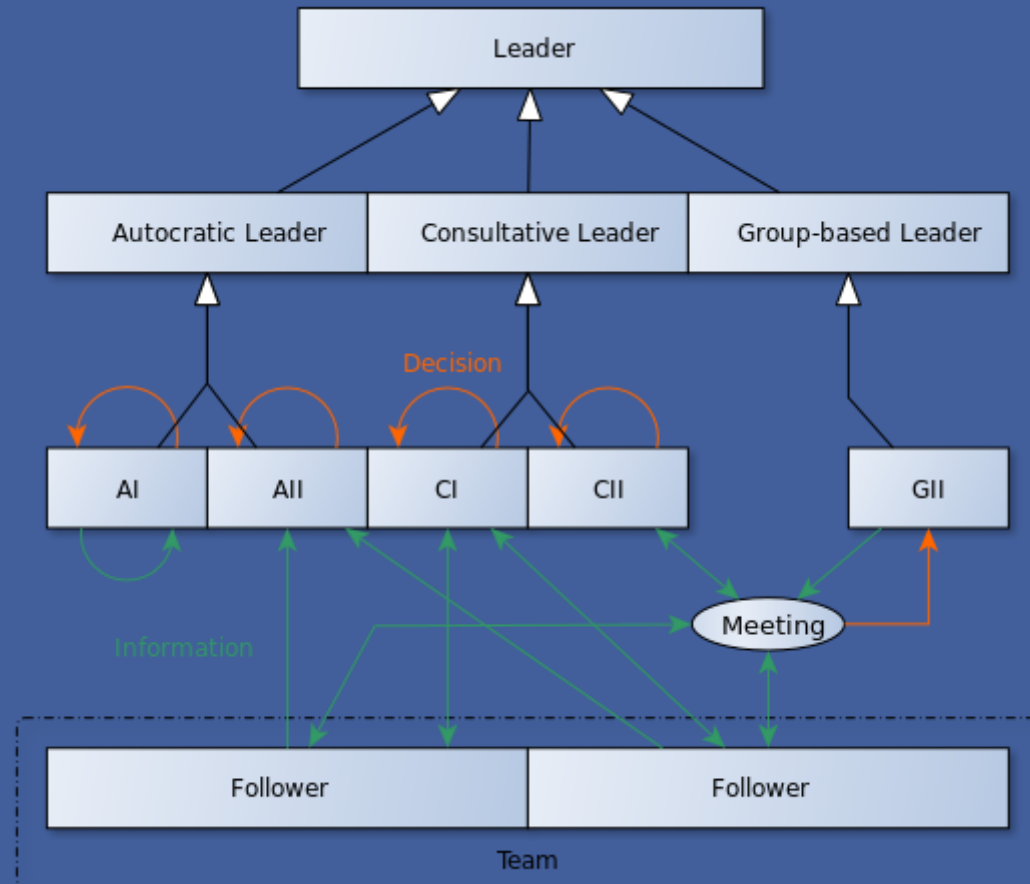 Leader
Autocratic Leader
Consultative Leader
Group-based Leader
Decision
AI
AII
CI
CII
GII
Meeting
Information
Follower
Follower
Team